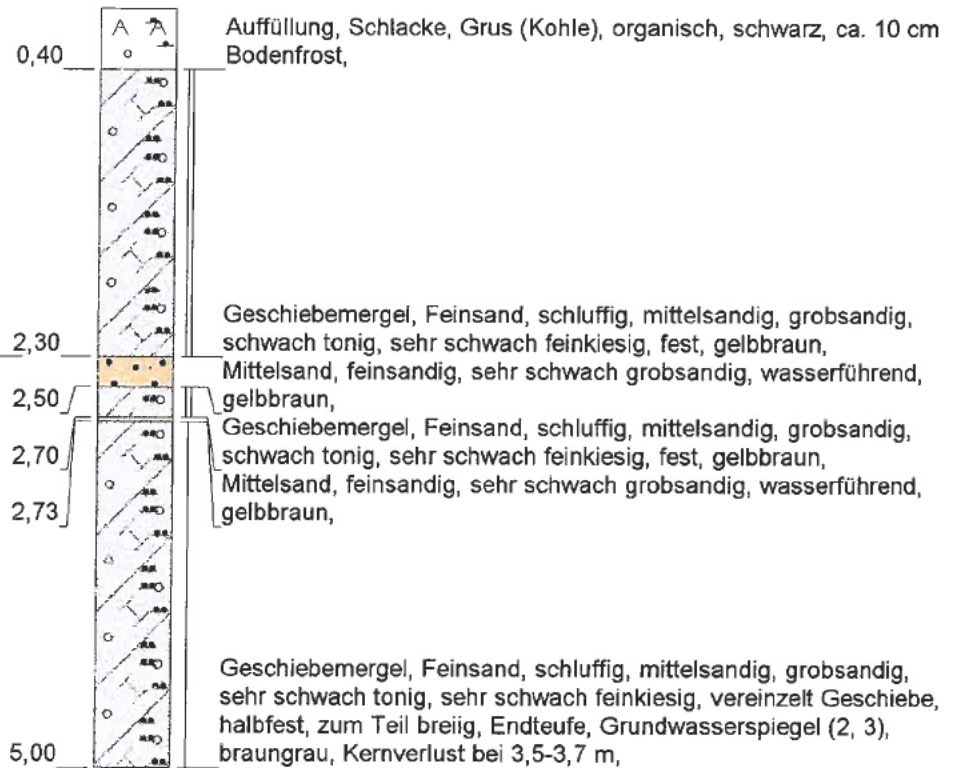 A A
Auffüllung, Schlacke, Grus (Kohle), organisch, schwarz, ca. 10 cm
0,40
Bodenfrost,
Geschiebemergel, Feinsand, schluffig, mittelsandig, grobsandig,
2,30
schwach tonig, sehr schwach feinkiesig, fest, gelbbraun,
Mittelsand, feinsandig, sehr schwach grobsandig, wasserführend,
2,50
gelbbraun,
Geschiebemergel, Feinsand, schluffig, mittelsandig, grobsandig,
2,70
schwach tonig, sehr schwach feinkiesig, fest, gelbbraun,
Mittelsand, feinsandig, sehr schwach grobsandig, wasserführend,
2,73
gelbbraun,
Geschiebemergel, Feinsand, schluffig, mittelsandig, grobsandig,
sehr schwach tonig, sehr schwach feinkiesig, vereinzelt Geschiebe,
halbfest, zum Teil breiig, Endteufe, Grundwasserspiegel (2, 3),
5,00
braungrau, Kernverlust bei 3,5-3,7 m,